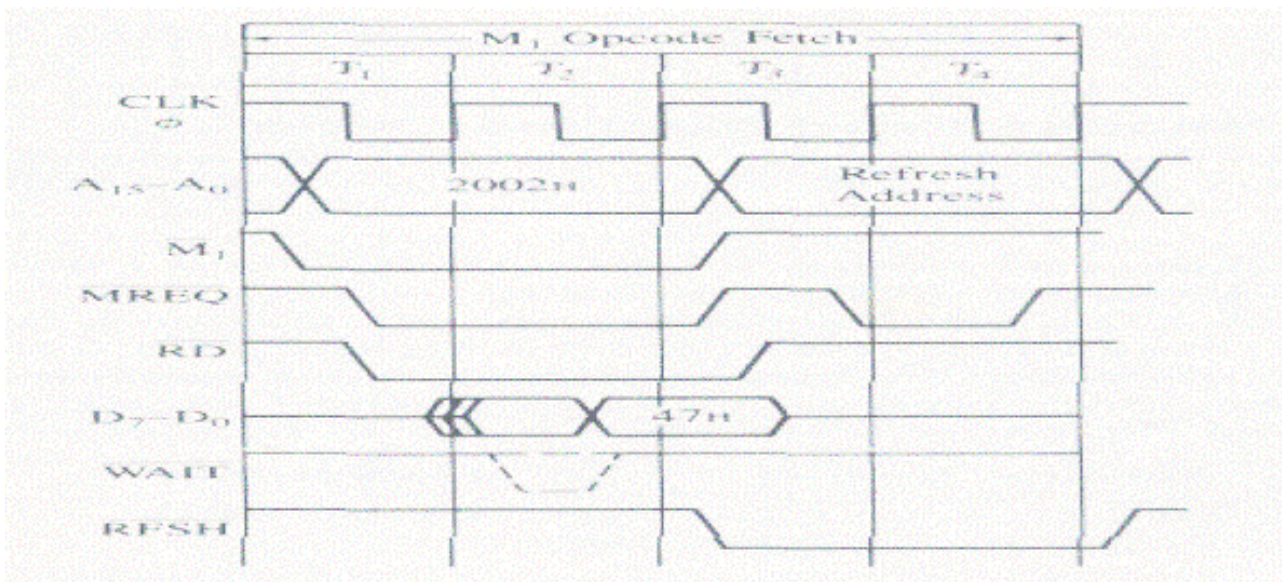 M₁ Opcode Fetch
T₁ T₂ T₃ T₄
CLK
Φ
A₁₅–A₀ 2002H Refresh
Address
M₁
MREQ
RD
D₇–D₀ 47H
WAIT
RFSH